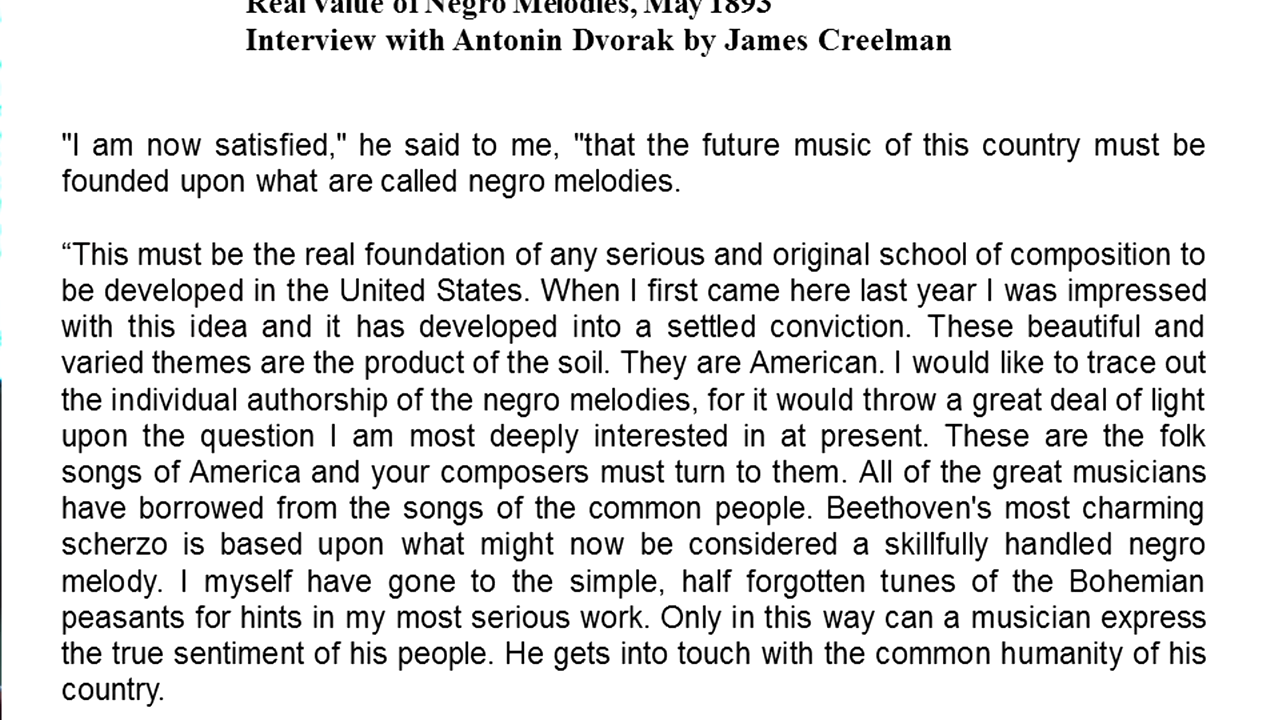 Real Value of Negro Melodies, May 1893
Interview with Antonin Dvorak by James Creelman
"I am now satisfied," he said to me, "that the future music of this country must be
founded upon what are called negro melodies.
“This must be the real foundation of any serious and original school of composition to
be developed in the United States. When I first came here last year I was impressed
with this idea and it has developed into a settled conviction. These beautiful and
varied themes are the product of the soil. They are American. I would like to trace out
the individual authorship of the negro melodies, for it would throw a great deal of light
upon the question I am most deeply interested in at present. These are the folk
songs of America and your composers must turn to them. All of the great musicians
have borrowed from the songs of the common people. Beethoven's most charming
scherzo is based upon what might now be considered a skillfully handled negro
melody. I myself have gone to the simple, half forgotten tunes of the Bohemian
peasants for hints in my most serious work. Only in this way can a musician express
the true sentiment of his people. He gets into touch with the common humanity of his
country.